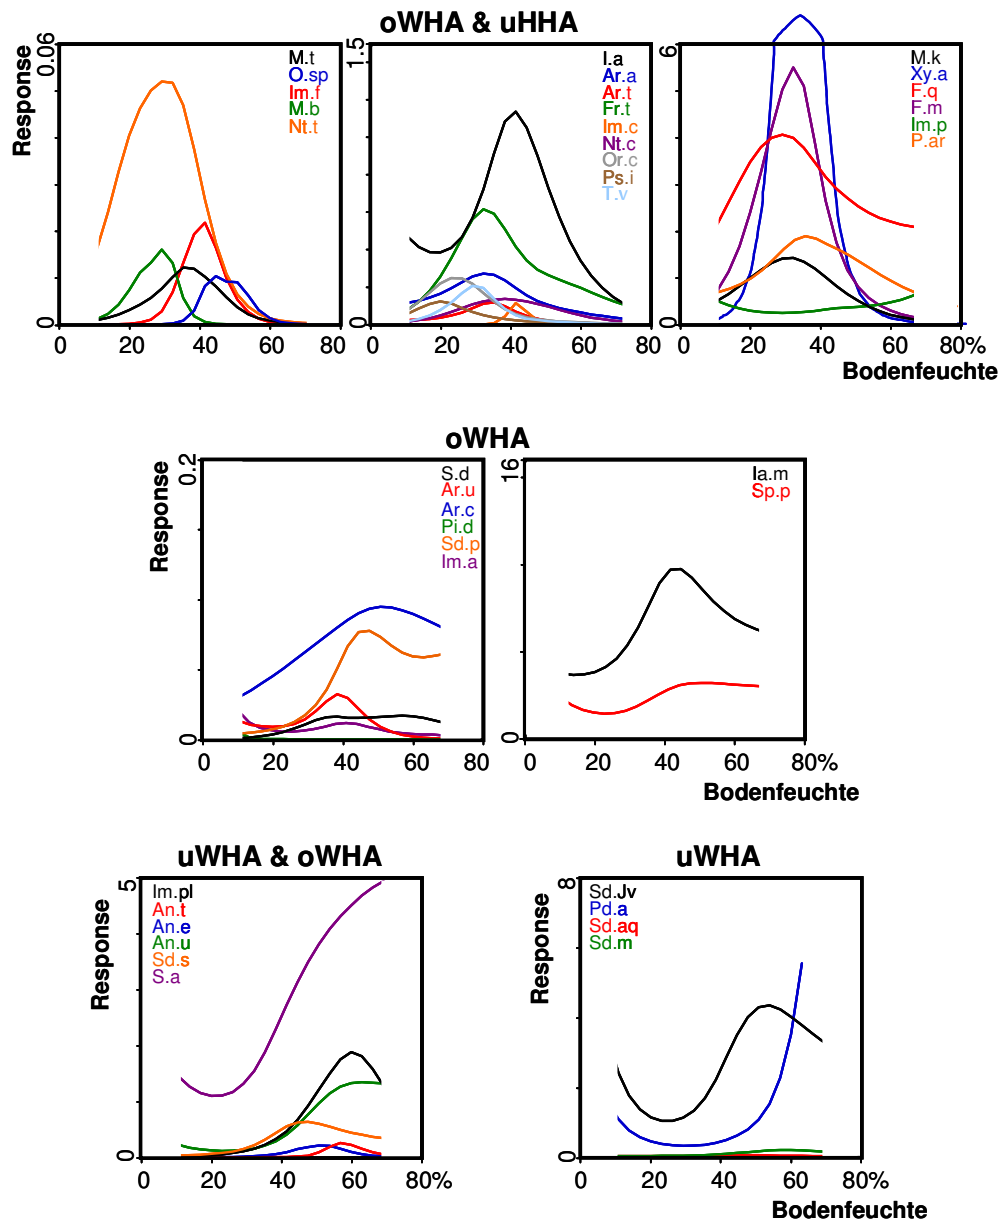 oWHA & uHHA
Response
0.06
0
M.t
O.sp
Im.f
M.b
Nt.t
0 20 40 60 80
1.5
0
I.a
Ar.a
Ar.t
Fr.t
Im.c
Nt.c
Or.c
Ps.i
T.v
0 20 40 60 80
6
0
M.k
Xy.a
F.q
F.m
Im.p
P.ar
0 20 40 60 80%
Bodenfeuchte
oWHA
Response
0.2
0
S.d
Ar.u
Ar.c
Pi.d
Sd.p
Im.a
0 20 40 60 80
16
0
Ia.m
Sp.p
0 20 40 60 80%
Bodenfeuchte
uWHA & oWHA
Response
5
0
Im.pl
An.t
An.e
An.u
Sd.s
S.a
0 20 40 60 80%
uWHA
Response
8
0
Sd.Jv
Pd.a
Sd.aq
Sd.m
0 20 40 60 80%
Bodenfeuchte